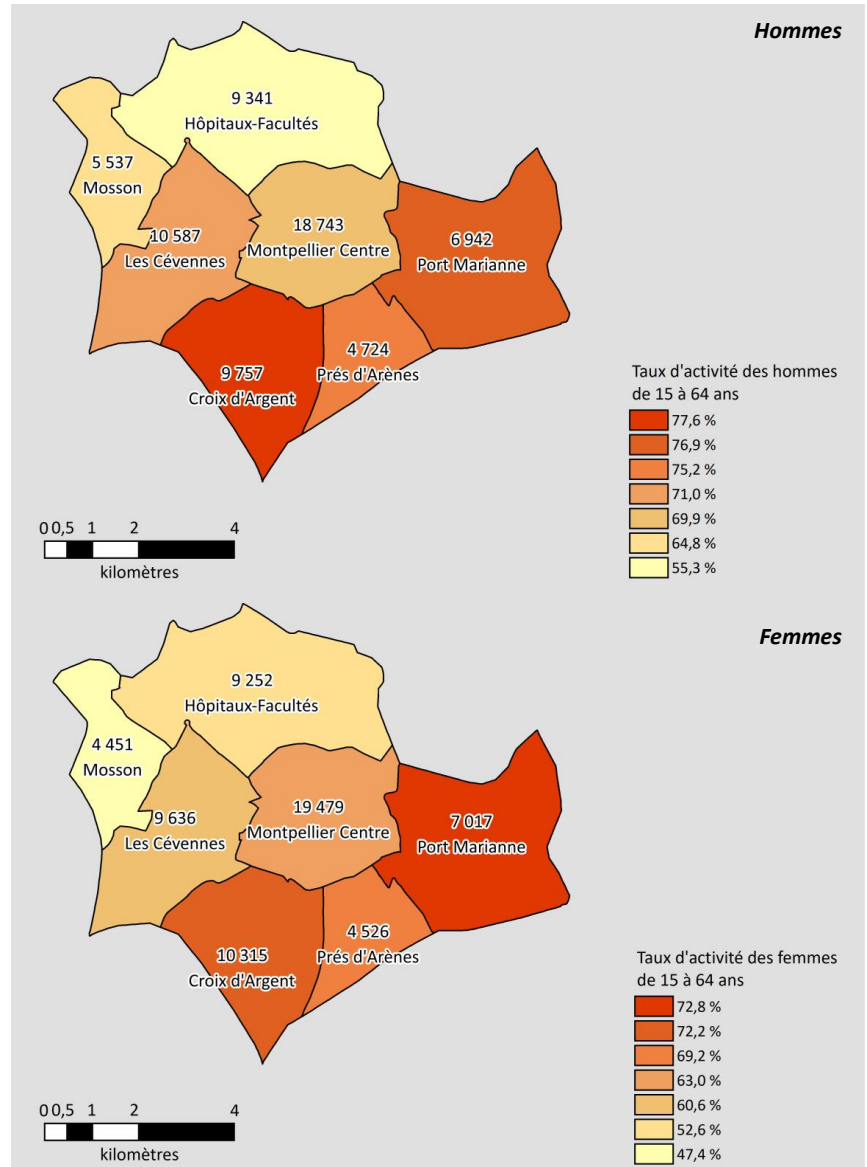 Hommes
9 341
Hôpitaux-Facultés
5 537
Mosson
10 587
Les Cévennes
18 743
Montpellier Centre
6 942
Port Marianne
9 757
Croix d'Argent
4 724
Prés d'Arènes
Taux d'activité des hommes
de 15 à 64 ans
77,6 %
76,9 %
75,2 %
71,0 %
69,9 %
64,8 %
55,3 %
0 0,5 1 2 4
kilomètres
Femmes
9 252
Hôpitaux-Facultés
4 451
Mosson
9 636
Les Cévennes
19 479
Montpellier Centre
7 017
Port Marianne
10 315
Croix d'Argent
4 526
Prés d'Arènes
Taux d'activité des femmes
de 15 à 64 ans
72,8 %
72,2 %
69,2 %
63,0 %
60,6 %
52,6 %
47,4 %
0 0,5 1 2 4
kilomètres